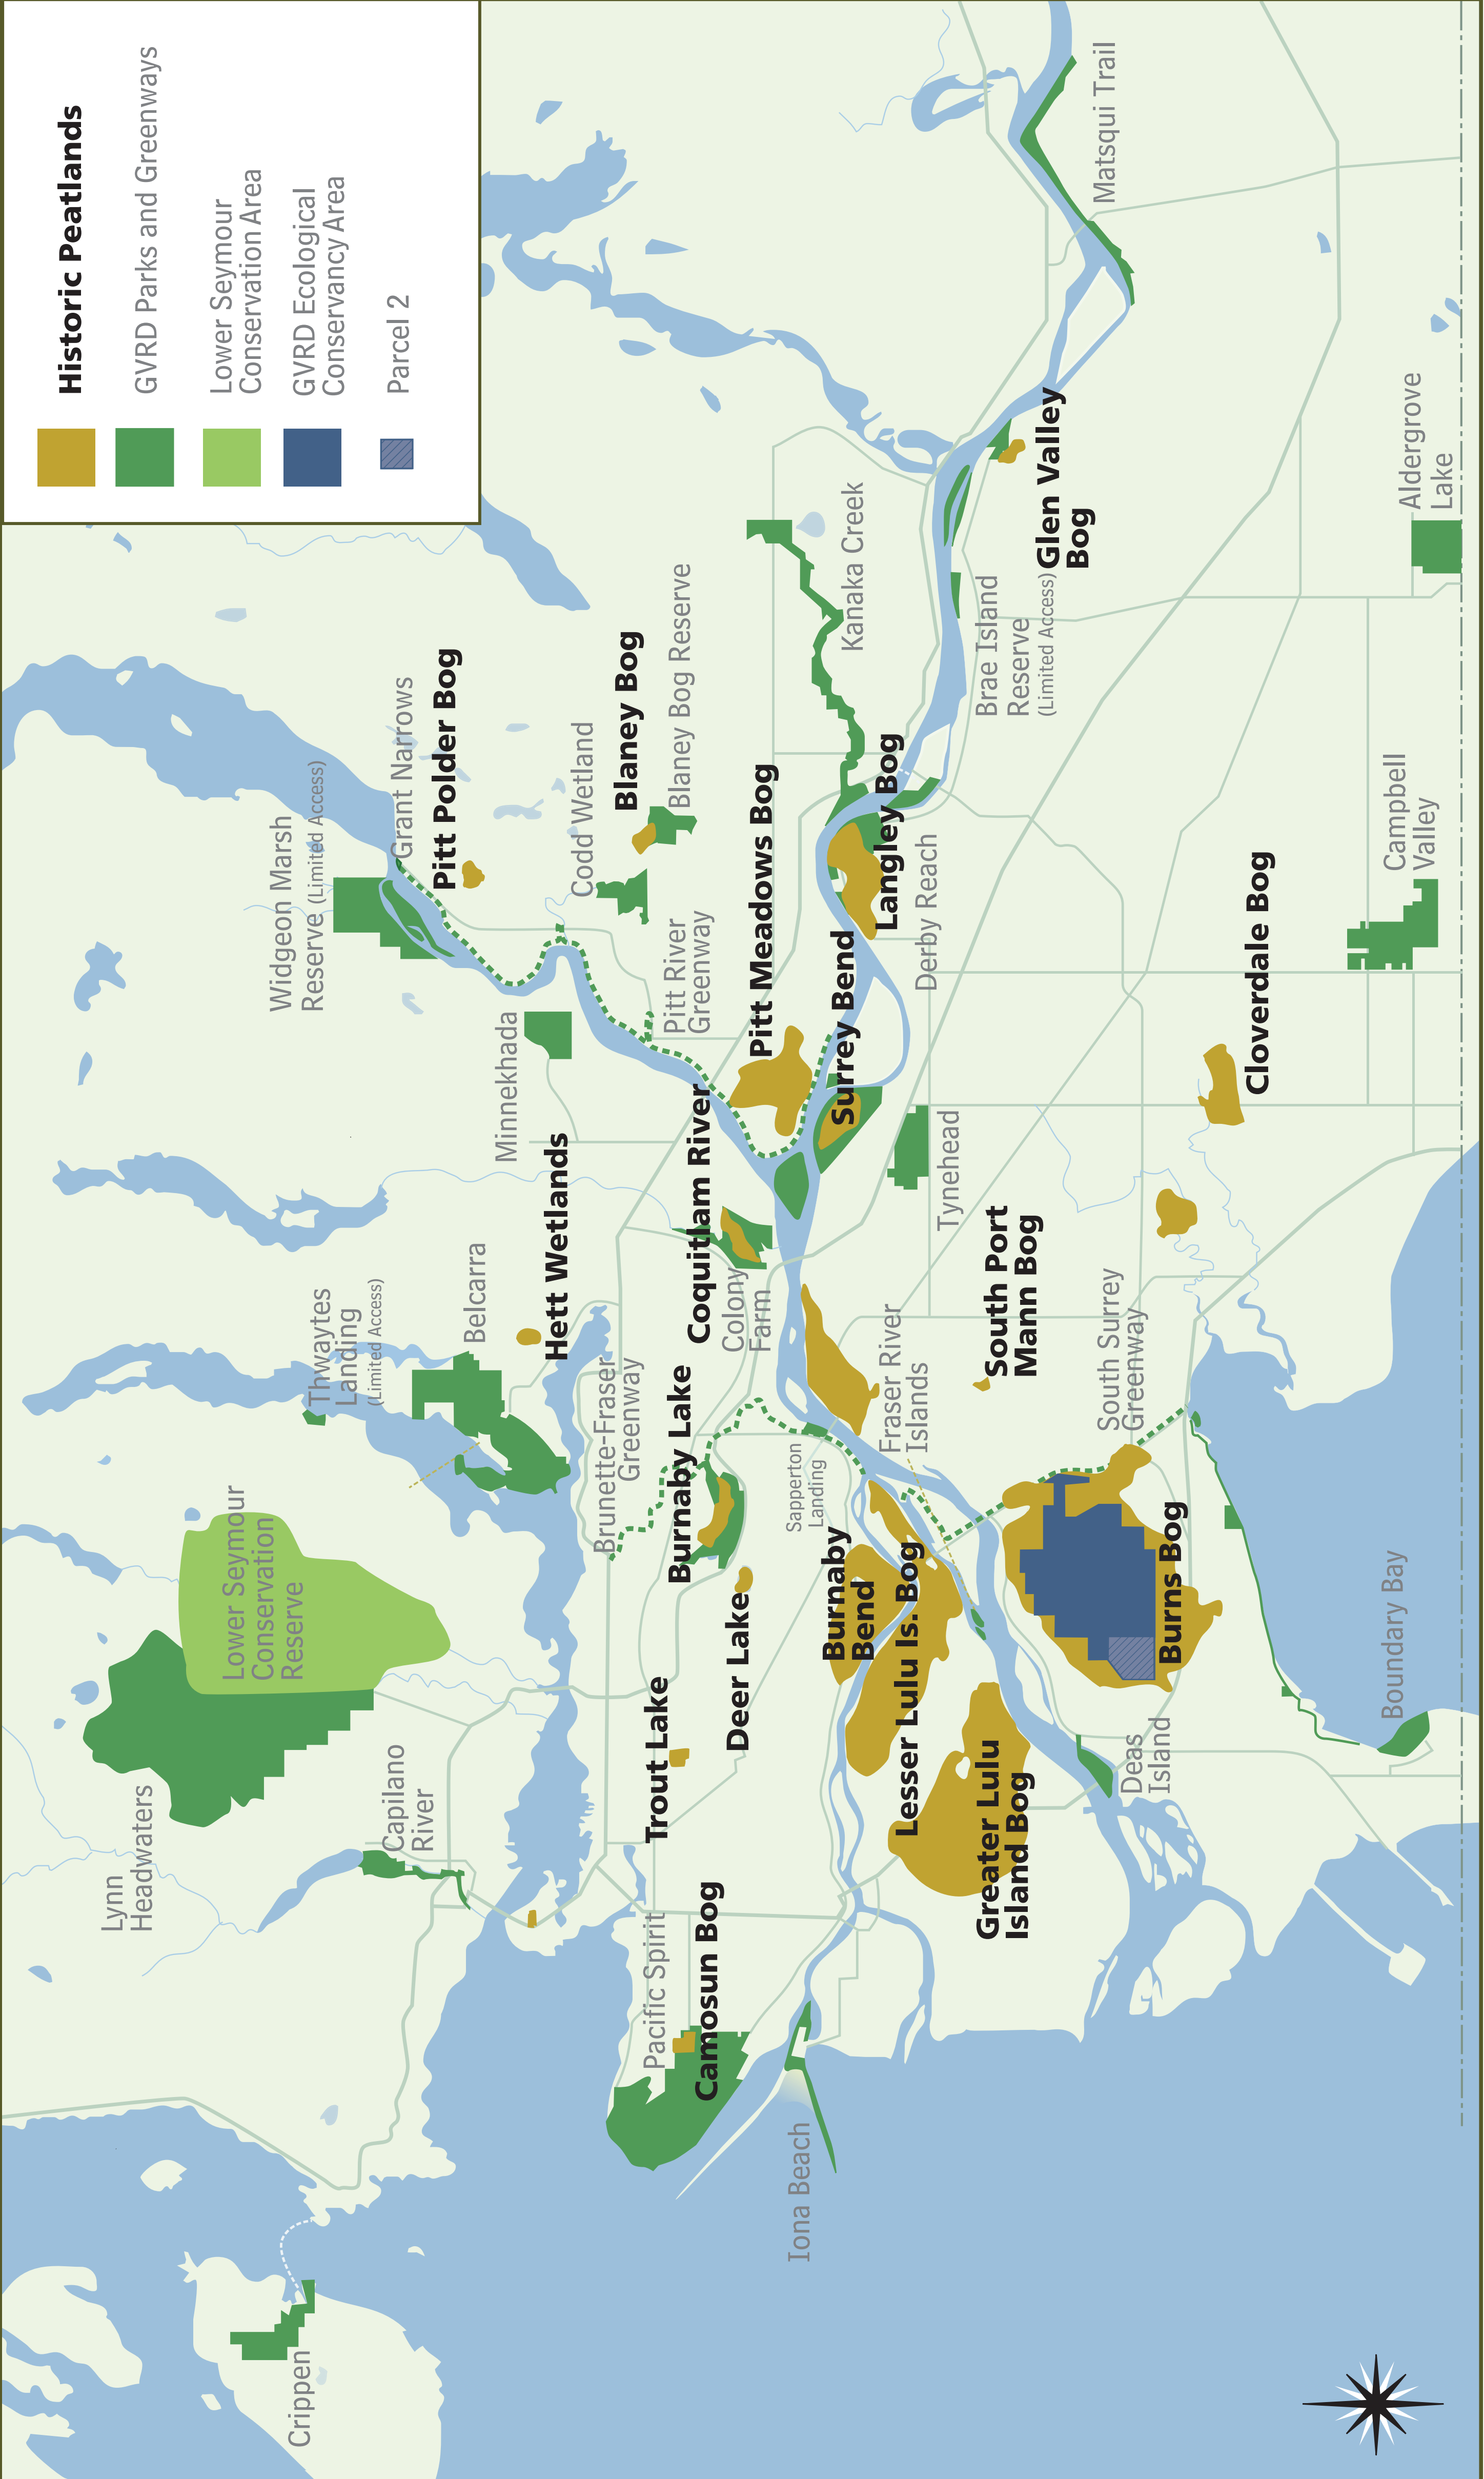 Historic Peatlands
GVRD Parks and Greenways
Lower Seymour
Conservation Area
GVRD Ecological
Conservancy Area
Parcel 2
Crippen
Lynn
Headwaters
Lower Seymour
Conservation
Reserve
Capilano
River
Thwaytes
Landing
(Limited Access)
Belcarra
Hett Wetlands
Widgeon Marsh
Reserve (Limited Access)
Grant Narrows
Pitt Polder Bog
Minnekhada
Codd Wetland
Blaney Bog
Blaney Bog Reserve
Pitt River
Greenway
Pitt Meadows Bog
Kanaka Creek
Coquitlam River
Colony
Farm
Brunette-Fraser
Greenway
Burnaby Lake
Deer Lake
Trout Lake
Pacific Spirit
Camosun Bog
Iona Beach
Sapperton
Landing
Burnaby
Bend
Lesser Lulu Is. Bog
Greater Lulu
Island Bog
Fraser River
Islands
Surrey Bend
Langley Bog
Derby Reach
Tynehead
South Port
Mann Bog
Brae Island
Reserve
(Limited Access)
Glen Valley
Bog
Matsqui Trail
South Surrey
Greenway
Burns Bog
Deas
Island
Boundary Bay
Cloverdale Bog
Campbell
Valley
Aldergrove
Lake